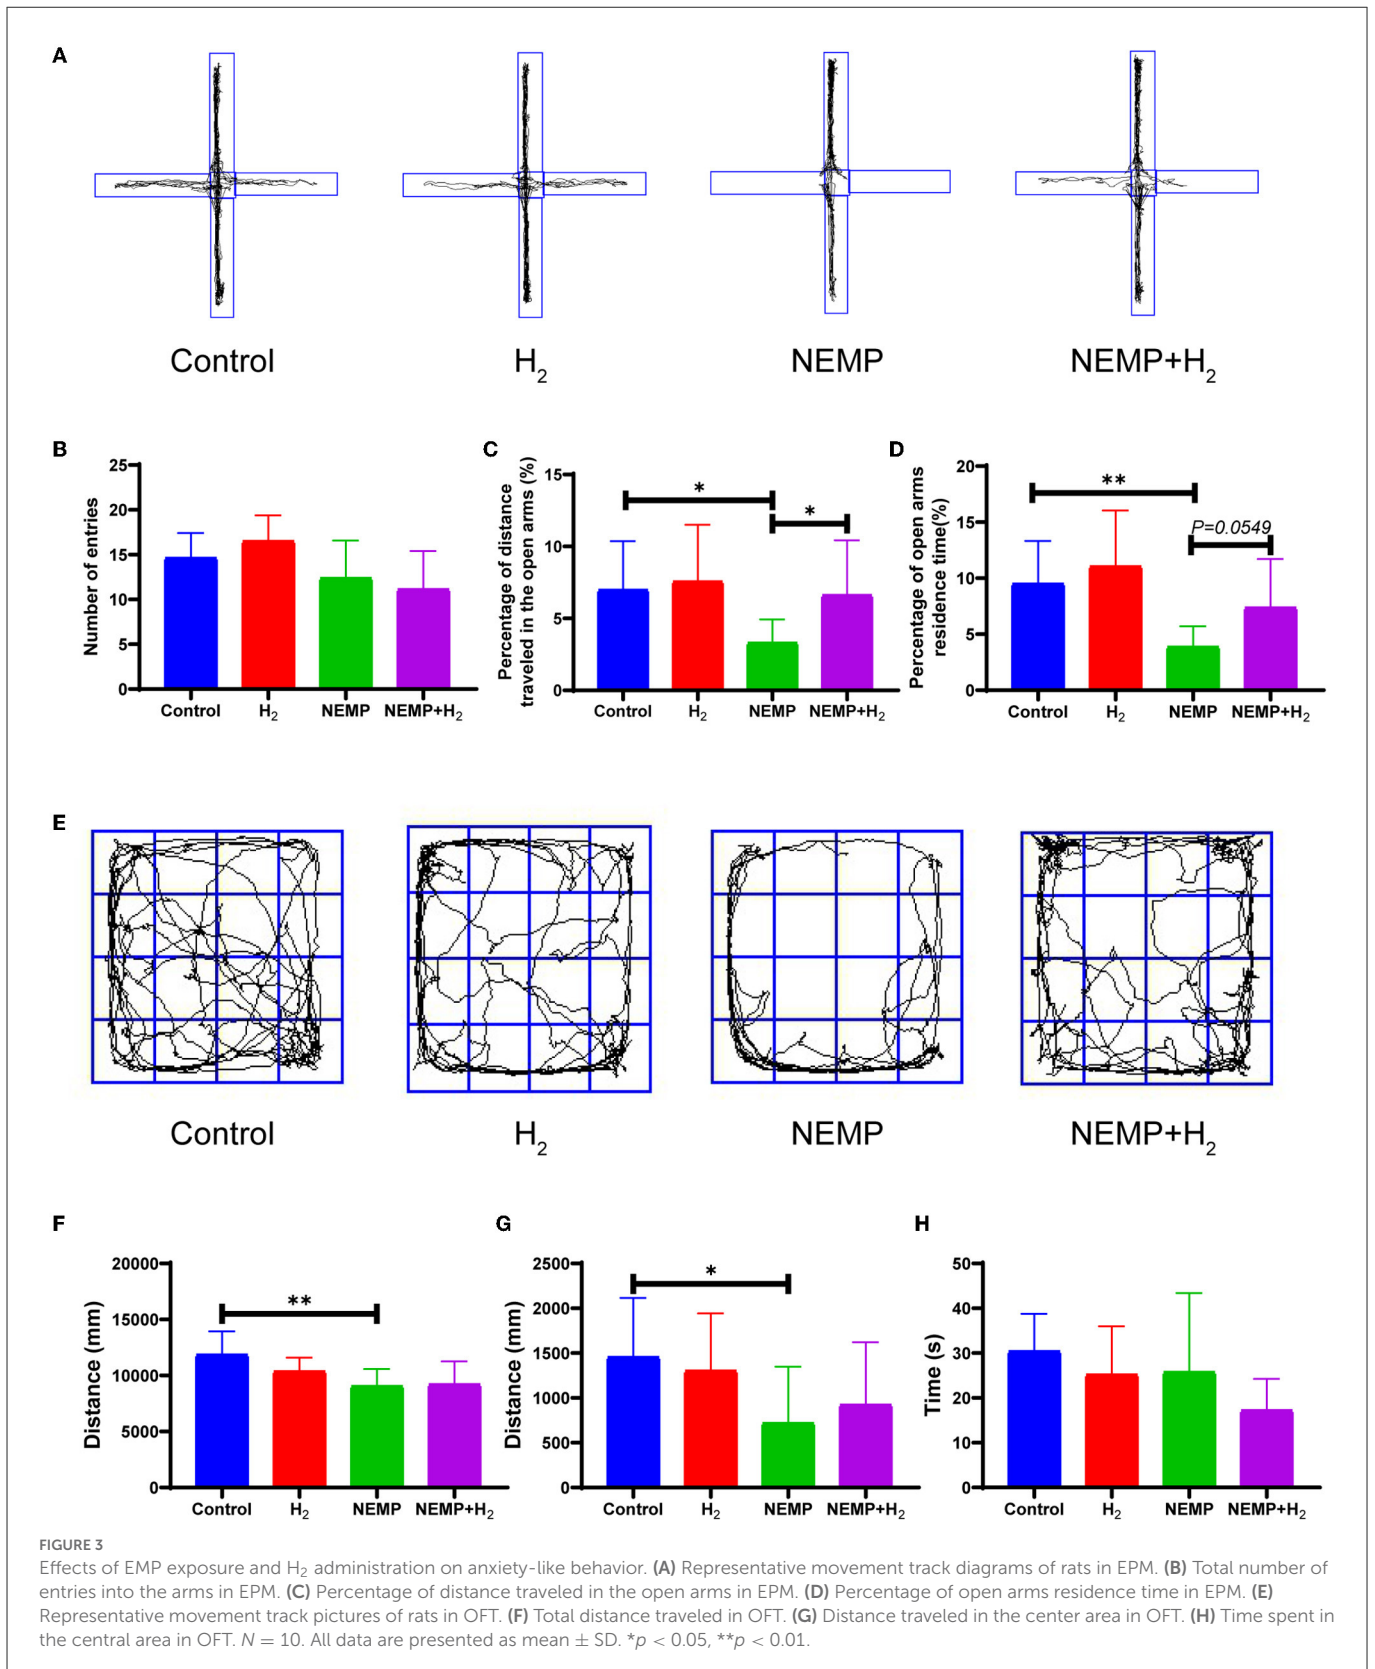 A
Control
H₂
NEMP
NEMP+H₂
B
Number of entries
25
20
15
10
5
0
Control
H₂
NEMP
NEMP+H₂
C
Percentage of distance
traveled in the open arms (%)
15
10
5
0
*
*
Control
H₂
NEMP
NEMP+H₂
D
Percentage of open arms
residence time(%)
20
15
10
5
0
**
P=0.0549
Control
H₂
NEMP
NEMP+H₂
E
Control
H₂
NEMP
NEMP+H₂
F
Distance (mm)
20000
15000
10000
5000
0
**
Control
H₂
NEMP
NEMP+H₂
G
Distance (mm)
2500
2000
1500
1000
500
0
*
Control
H₂
NEMP
NEMP+H₂
H
Time (s)
50
40
30
20
10
0
Control
H₂
NEMP
NEMP+H₂
FIGURE 3
Effects of EMP exposure and H₂ administration on anxiety-like behavior. (A) Representative movement track diagrams of rats in EPM. (B) Total number of
entries into the arms in EPM. (C) Percentage of distance traveled in the open arms in EPM. (D) Percentage of open arms residence time in EPM. (E)
Representative movement track pictures of rats in OFT. (F) Total distance traveled in OFT. (G) Distance traveled in the center area in OFT. (H) Time spent in
the central area in OFT. N = 10. All data are presented as mean ± SD. *p < 0.05, **p < 0.01.